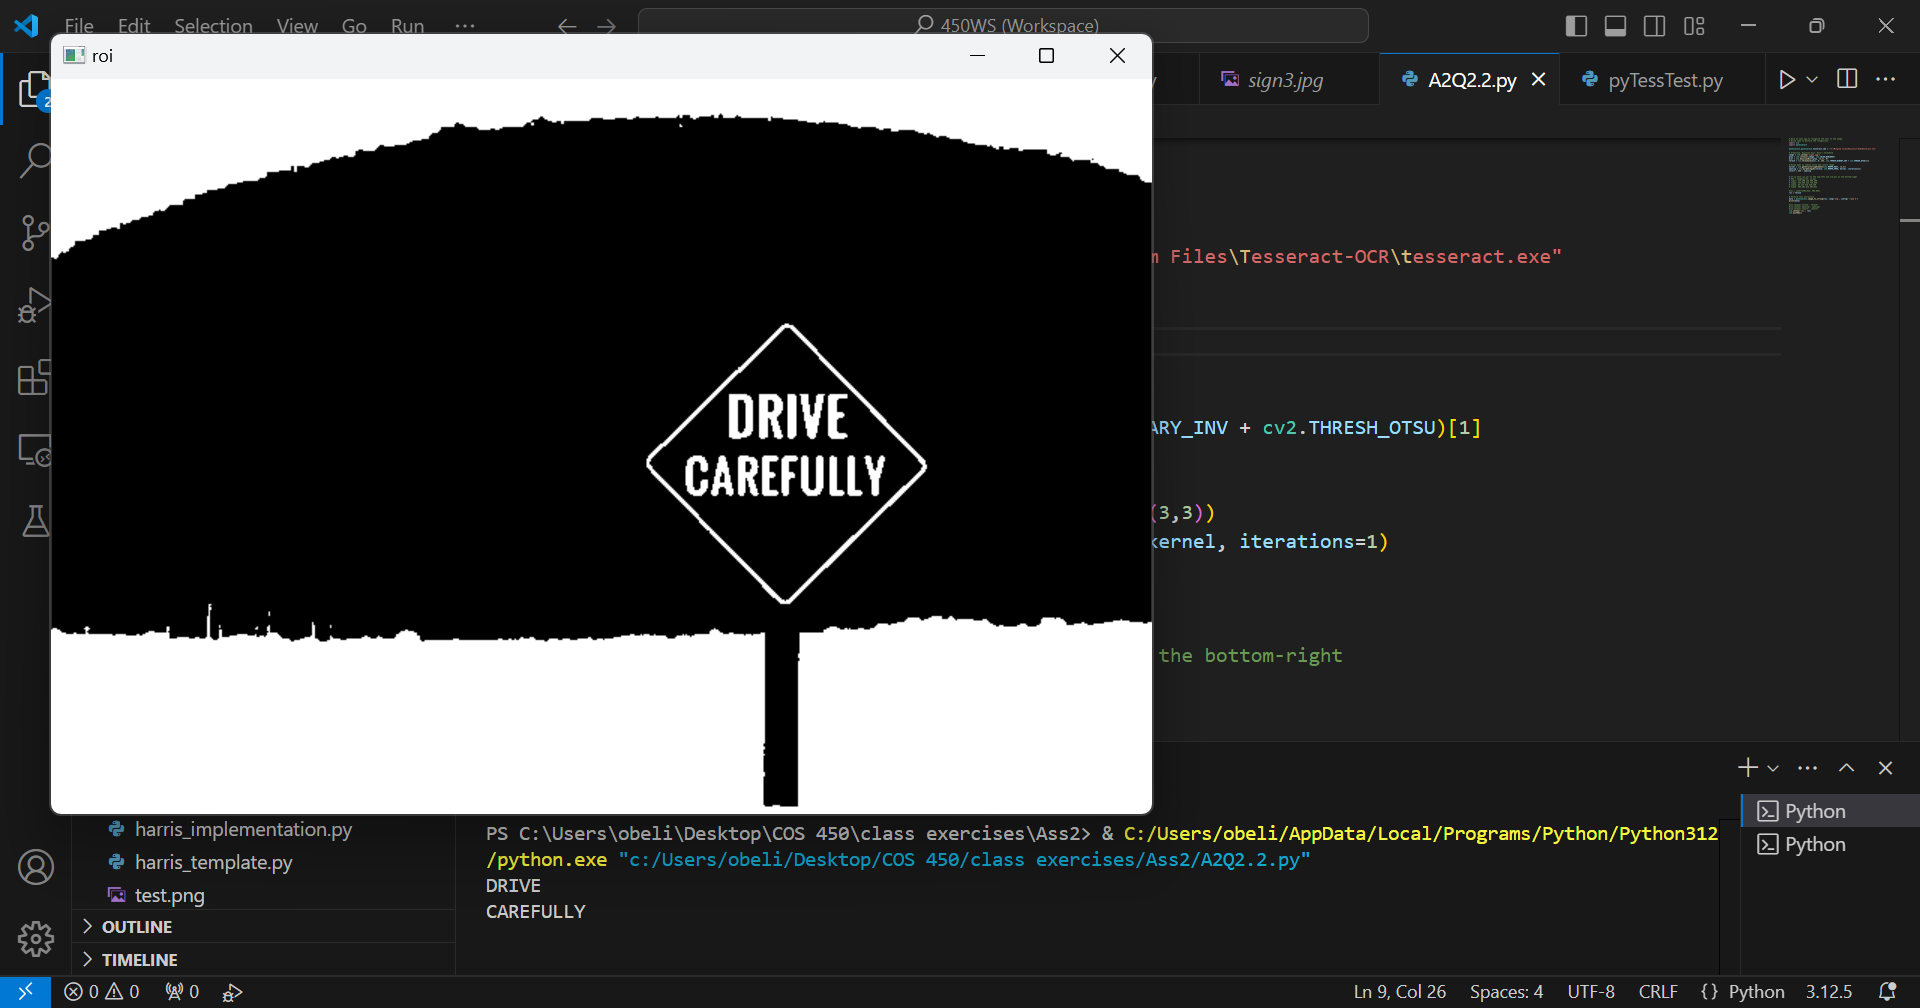 File Edit Selection View Go Run ···
450WS (Workspace)
roi
sign3.jpg
A2Q2.2.py
pyTessTest.py
2
Files\Tesseract-OCR\tesseract.exe"
ARY_INV + cv2.THRESH_OTSU)[1]
(3,3))
kernel, iterations=1)
the bottom-right
DRIVE
CAREFULLY
harris_implementation.py
harris_template.py
test.png
OUTLINE
TIMELINE
PS C:\Users\obeli\Desktop\COS 450\class exercises\Ass2> & C:/Users/obeli/AppData/Local/Programs/Python/Python312
/python.exe "c:/Users/obeli/Desktop/COS 450/class exercises/Ass2/A2Q2.2.py"
DRIVE
CAREFULLY
Python
Python
0 0 0
Ln 9, Col 26 Spaces: 4 UTF-8 CRLF {} Python 3.12.5